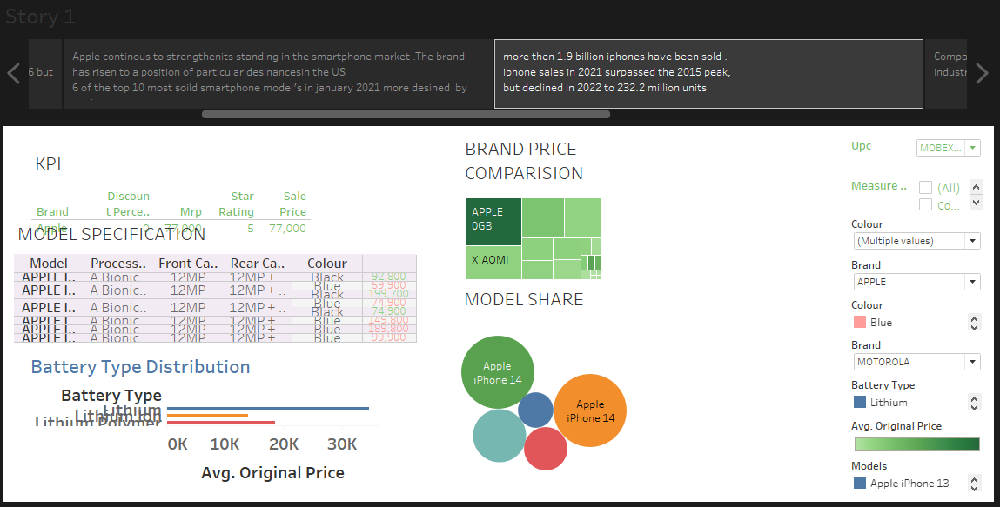 Story 1
6 but
Apple continous to strengthenits standing in the smartphone market .The brand
has risen to a position of particular desinancesin the US
6 of the top 10 most soild smartphone model’s in january 2021 more desined by
more then 1.9 billion iphones have been sold .
iphone sales in 2021 surpassed the 2015 peak,
but declined in 2022 to 232.2 million units
Compa
industr
KPI
Brand Discoun t Perce.. Mrp Star Rating Sale Price
Apple 0 77,000 5 77,000
MODEL SPECIFICATION
Model Process.. Front Ca.. Rear Ca.. Colour
APPLE I.. A Bionic 12MP 12MP + Black 92,800
APPLE I.. A Bionic.. 12MP 12MP + .. Blue 59,900
Black 199,700
APPLE I.. A Bionic.. 12MP 12MP + .. Blue 74,900
Black 74,900
APPLE I.. A Bionic.. 12MP 12MP + .. Blue 149,800
APPLE I.. A Bionic 12MP 12MP + Blue 189,800
APPLE I.. A Bionic 12MP 12MP + Blue 99,900
Battery Type Distribution
Battery Type
Lithium
Lithium Ion
Lithium Polymer
0K 10K 20K 30K
Avg. Original Price
BRAND PRICE
COMPARISION
APPLE
0GB
XIAOMI
MODEL SHARE
Apple
iPhone 14
Apple
iPhone 14
Upc MOBEX...
Measure .. (All)
Co...
Colour
(Multiple values)
Brand
APPLE
Colour
Blue
Brand
MOTOROLA
Battery Type
Lithium
Avg. Original Price
Models
Apple iPhone 13